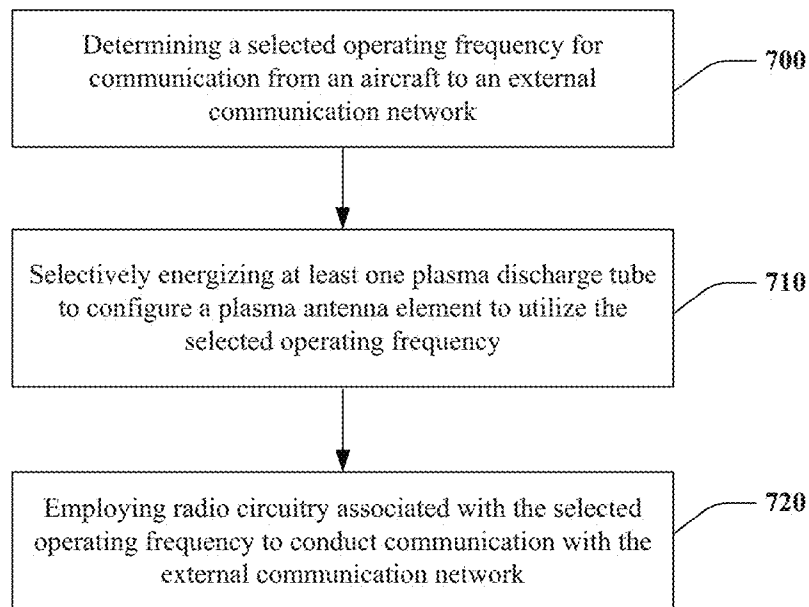 Determining a selected operating frequency for
communication from an aircraft to an external
communication network
700
Selectively energizing at least one plasma discharge tube
to configure a plasma antenna element to utilize the
selected operating frequency
710
Employing radio circuitry associated with the selected
operating frequency to conduct communication with the
external communication network
720